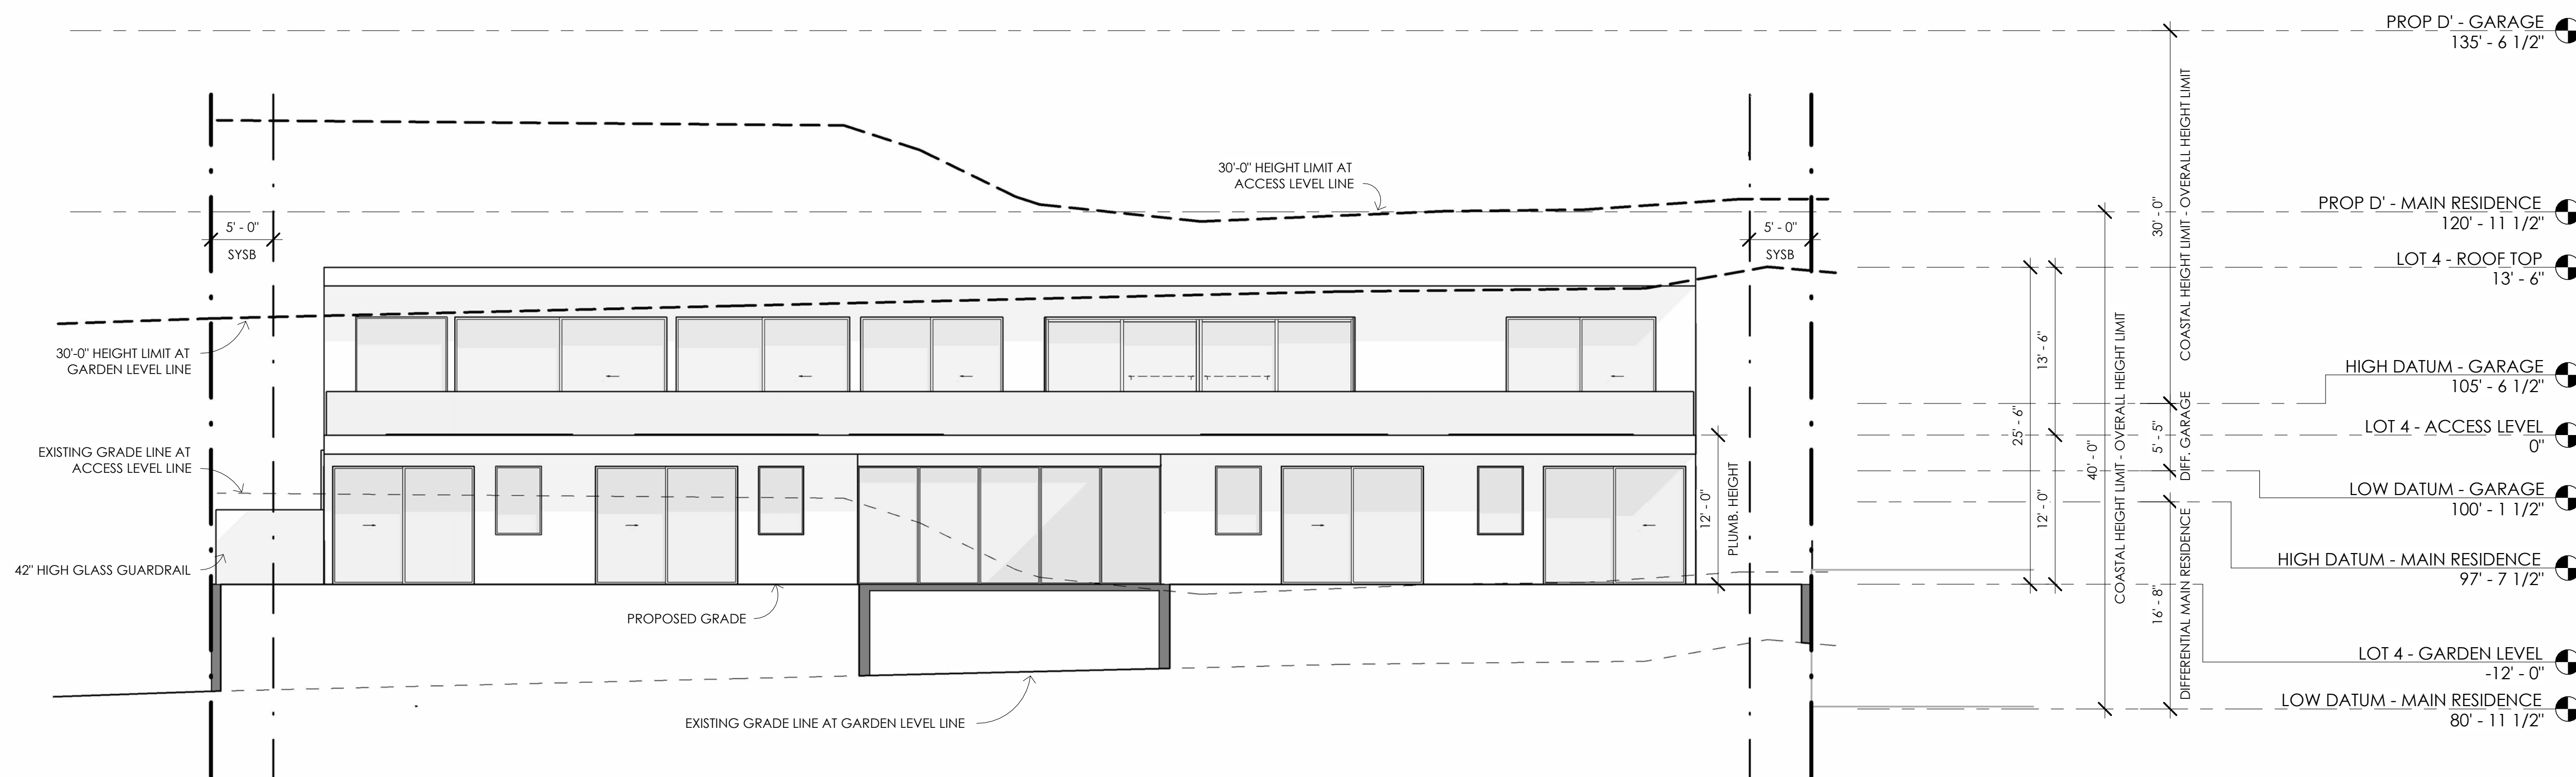 PROP D' - GARAGE
135' - 6 1/2"
30'-0" HEIGHT LIMIT AT
ACCESS LEVEL LINE
PROP D' - MAIN RESIDENCE
120' - 11 1/2"
5' - 0"
SYSB
5' - 0"
SYSB
LOT 4 - ROOF TOP
13' - 6"
30'-0" HEIGHT LIMIT AT
GARDEN LEVEL LINE
HIGH DATUM - GARAGE
105' - 6 1/2"
LOT 4 - ACCESS LEVEL
0"
EXISTING GRADE LINE AT
ACCESS LEVEL LINE
LOW DATUM - GARAGE
100' - 1 1/2"
42" HIGH GLASS GUARDRAIL
HIGH DATUM - MAIN RESIDENCE
97' - 7 1/2"
PROPOSED GRADE
LOT 4 - GARDEN LEVEL
-12' - 0"
EXISTING GRADE LINE AT GARDEN LEVEL LINE
LOW DATUM - MAIN RESIDENCE
80' - 11 1/2"
12' - 0"
PLUMB. HEIGHT
25' - 6"
13' - 6"
12' - 0"
40' - 0"
COASTAL HEIGHT LIMIT - OVERALL HEIGHT LIMIT
30' - 0"
COASTAL HEIGHT LIMIT - OVERALL HEIGHT LIMIT
5' - 5"
DIFF. GARAGE
16' - 8"
DIFFERENTIAL MAIN RESIDENCE